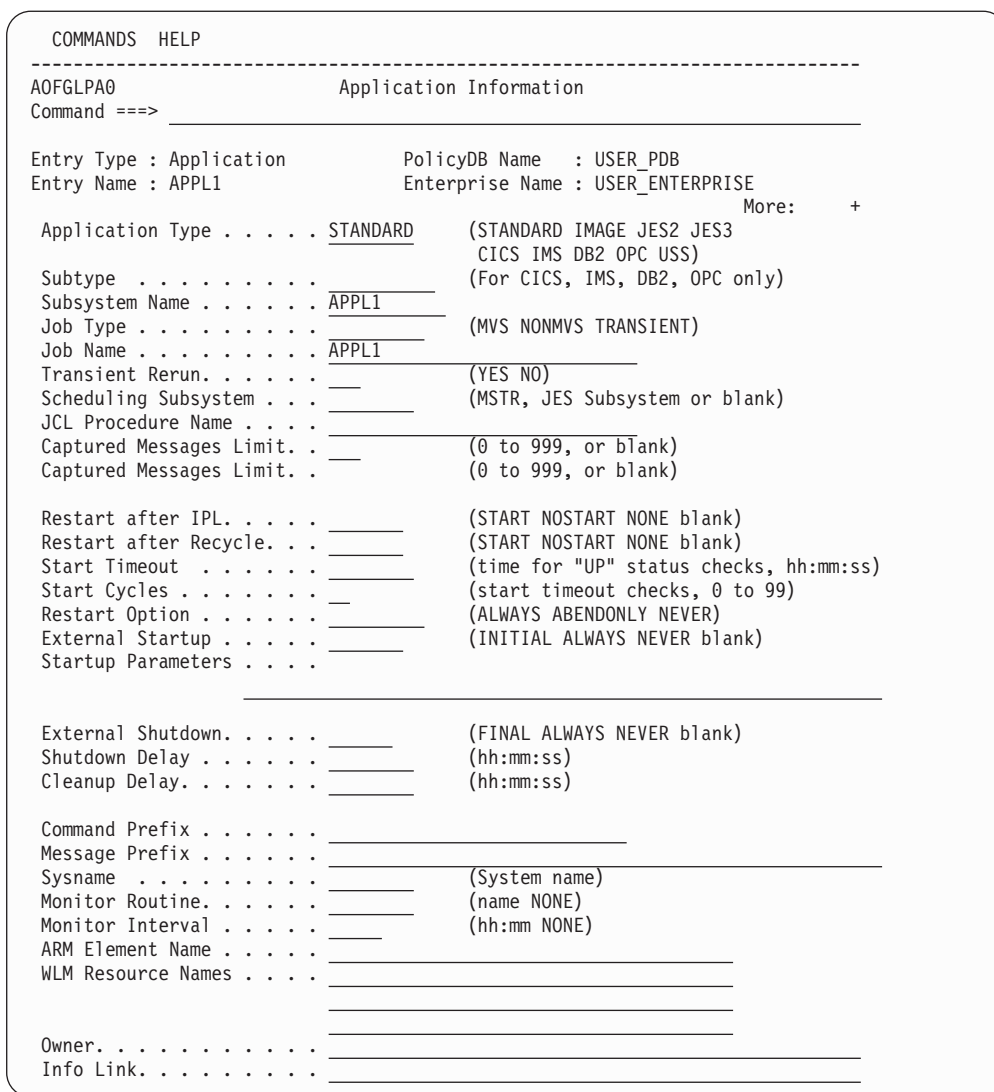 COMMANDS HELP
-------------------------------------------------------------------------------
AOFGLPA0 Application Information
Command ===>
Entry Type : Application PolicyDB Name : USER_PDB
Entry Name : APPL1 Enterprise Name : USER_ENTERPRISE
More: +
Application Type . . . . . STANDARD (STANDARD IMAGE JES2 JES3
CICS IMS DB2 OPC USS)
Subtype . . . . . . . . . (For CICS, IMS, DB2, OPC only)
Subsystem Name . . . . . . APPL1
Job Type . . . . . . . . . (MVS NONMVS TRANSIENT)
Job Name . . . . . . . . . APPL1
Transient Rerun. . . . . . (YES NO)
Scheduling Subsystem . . . (MSTR, JES Subsystem or blank)
JCL Procedure Name . . . .
Captured Messages Limit. . (0 to 999, or blank)
Captured Messages Limit. . (0 to 999, or blank)
Restart after IPL. . . . . (START NOSTART NONE blank)
Restart after Recycle. . . (START NOSTART NONE blank)
Start Timeout . . . . . . (time for "UP" status checks, hh:mm:ss)
Start Cycles . . . . . . . (start timeout checks, 0 to 99)
Restart Option . . . . . . (ALWAYS ABENDONLY NEVER)
External Startup . . . . . (INITIAL ALWAYS NEVER blank)
Startup Parameters . . . .
External Shutdown. . . . . (FINAL ALWAYS NEVER blank)
Shutdown Delay . . . . . . (hh:mm:ss)
Cleanup Delay. . . . . . . (hh:mm:ss)
Command Prefix . . . . . .
Message Prefix . . . . . .
Sysname . . . . . . . . . (System name)
Monitor Routine. . . . . . (name NONE)
Monitor Interval . . . . . (hh:mm NONE)
ARM Element Name . . . . .
WLM Resource Names . . . .
Owner. . . . . . . . . . .
Info Link. . . . . . . . .